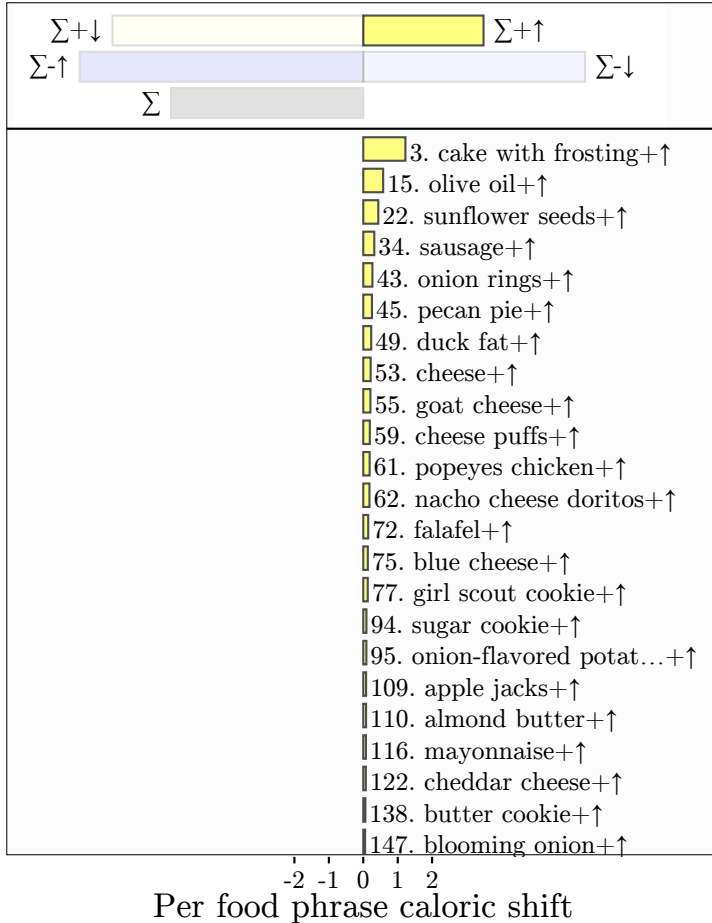 ∑+↓ ∑+↑
∑-↑ ∑-↓
∑
3. cake with frosting+↑
15. olive oil+↑
22. sunflower seeds+↑
34. sausage+↑
43. onion rings+↑
45. pecan pie+↑
49. duck fat+↑
53. cheese+↑
55. goat cheese+↑
59. cheese puffs+↑
61. popeyes chicken+↑
62. nacho cheese doritos+↑
72. falafel+↑
75. blue cheese+↑
77. girl scout cookie+↑
94. sugar cookie+↑
95. onion-flavored potat...+↑
109. apple jacks+↑
110. almond butter+↑
116. mayonnaise+↑
122. cheddar cheese+↑
138. butter cookie+↑
147. blooming onion+↑
-2 -1 0 1 2
Per food phrase caloric shift